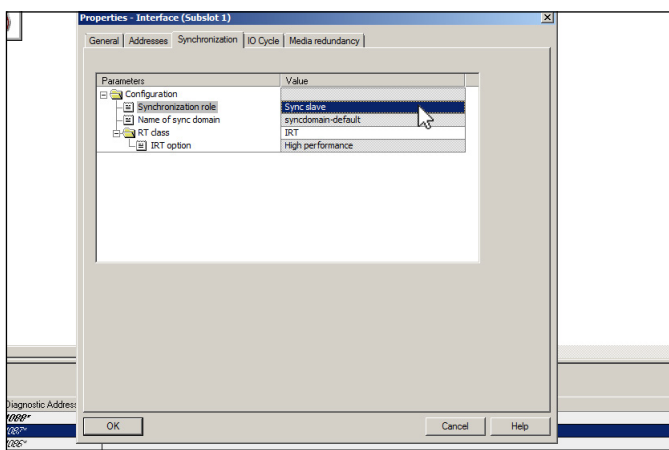 Properties - Interface (Subslot 1)
General Addresses Synchronization IO Cycle Media redundancy
Parameters Value
Configuration
Synchronization role Sync slave
Name of sync domain syncdomain-default
RT class IRT
IRT option High performance
Diagnostic Address
OK Cancel Help